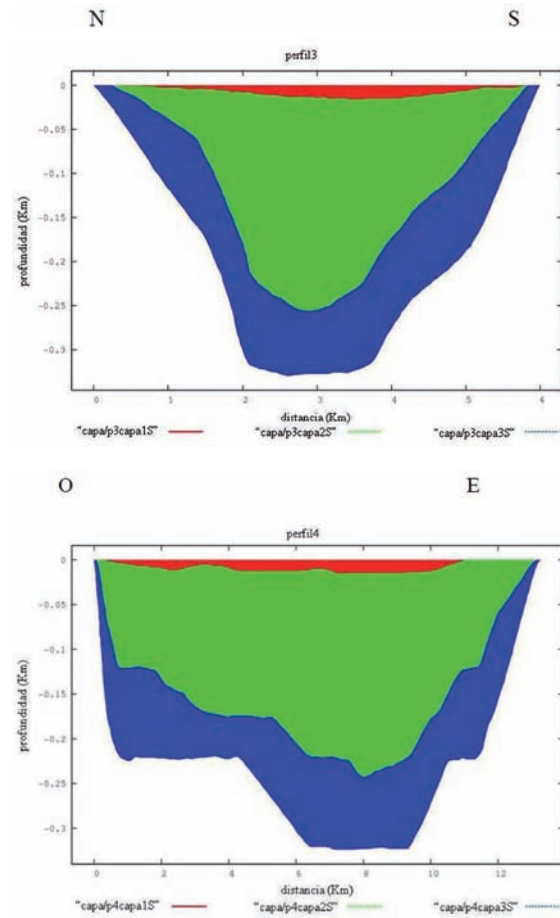 N S
perfil3
0
-0.05
-0.1
-0.15
-0.2
-0.25
-0.3
profundidad (Km)
0 1 2 3 4 5 6
distancia (Km)
"capa/p3capa1S" "capa/p3capa2S" "capa/p3capa3S"
O E
perfil4
0
-0.05
-0.1
-0.15
-0.2
-0.25
-0.3
profundidad (Km)
0 2 4 6 8 10 12
distancia (Km)
"capa/p4capa1S" "capa/p4capa2S" "capa/p4capa3S"